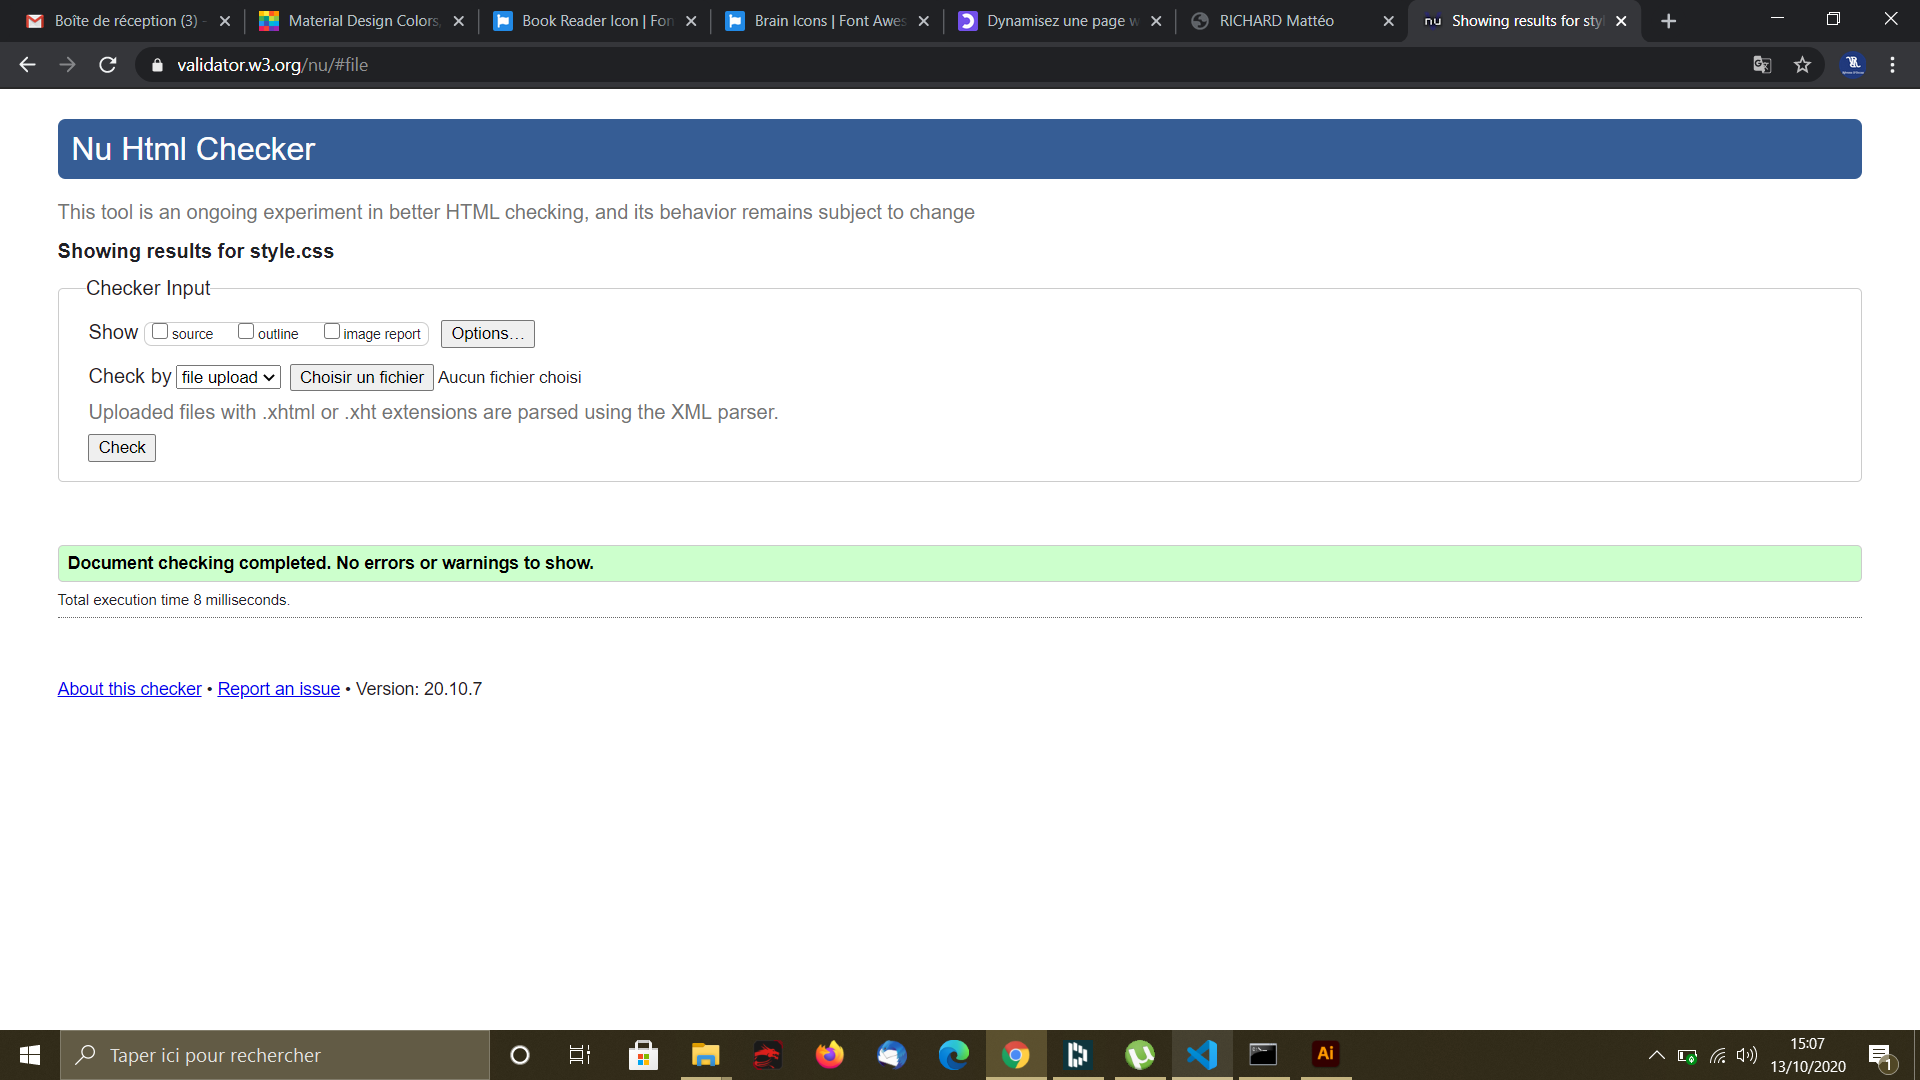 Boîte de réception (3) -
Material Design Colors,
Book Reader Icon | Fon
Brain Icons | Font Awes
Dynamisez une page w
RICHARD Mattéo
nu Showing results for sty
validator.w3.org/nu/#file
Nu Html Checker
This tool is an ongoing experiment in better HTML checking, and its behavior remains subject to change
Showing results for style.css
Checker Input
Show source outline image report Options…
Check by file upload Choisir un fichier Aucun fichier choisi
Uploaded files with .xhtml or .xht extensions are parsed using the XML parser.
Check
Document checking completed. No errors or warnings to show.
Total execution time 8 milliseconds.
About this checker • Report an issue • Version: 20.10.7
Taper ici pour rechercher
Ai
15:07
13/10/2020
1